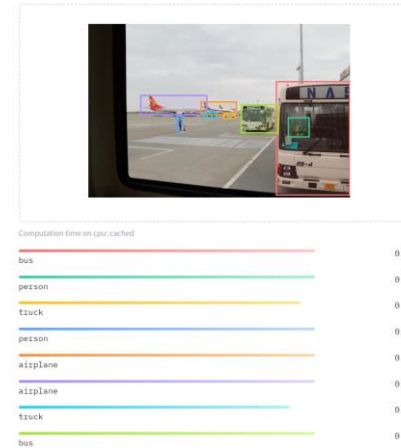 NAF
Computation time on cpu: cached
bus
0
person
0
truck
0
person
0
airplane
0
airplane
0
truck
0
bus
0